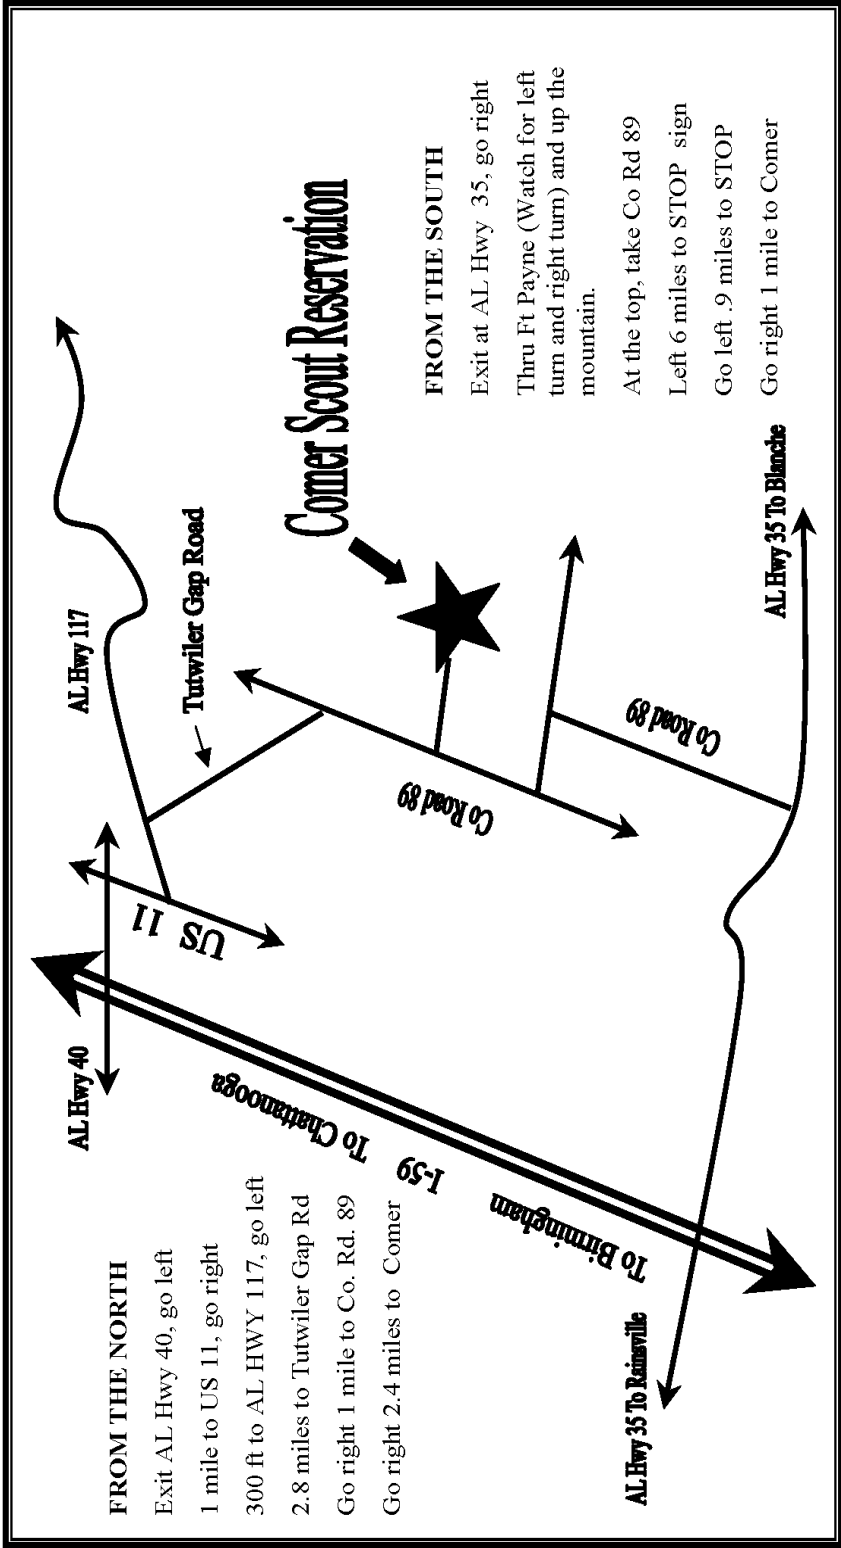 FROM THE NORTH
Exit AL Hwy 40, go left
1 mile to US 11, go right
300 ft to AL HWY 117, go left
2.8 miles to Tutwiler Gap Rd
Go right 1 mile to Co. Rd. 89
Go right 2.4 miles to Comer
AL Hwy 40
AL Hwy 117
US 11
Tutwiler Gap Road
To Chattanooga
I-59
To Birmingham
Comer Scout Reservation
Co Road 89
Co Road 89
AL Hwy 35 To Rainsville
AL Hwy 35 To Blanche
FROM THE SOUTH
Exit at AL Hwy 35, go right
Thru Ft Payne (Watch for left
turn and right turn) and up the
mountain.
At the top, take Co Rd 89
Left 6 miles to STOP sign
Go left .9 miles to STOP
Go right 1 mile to Comer